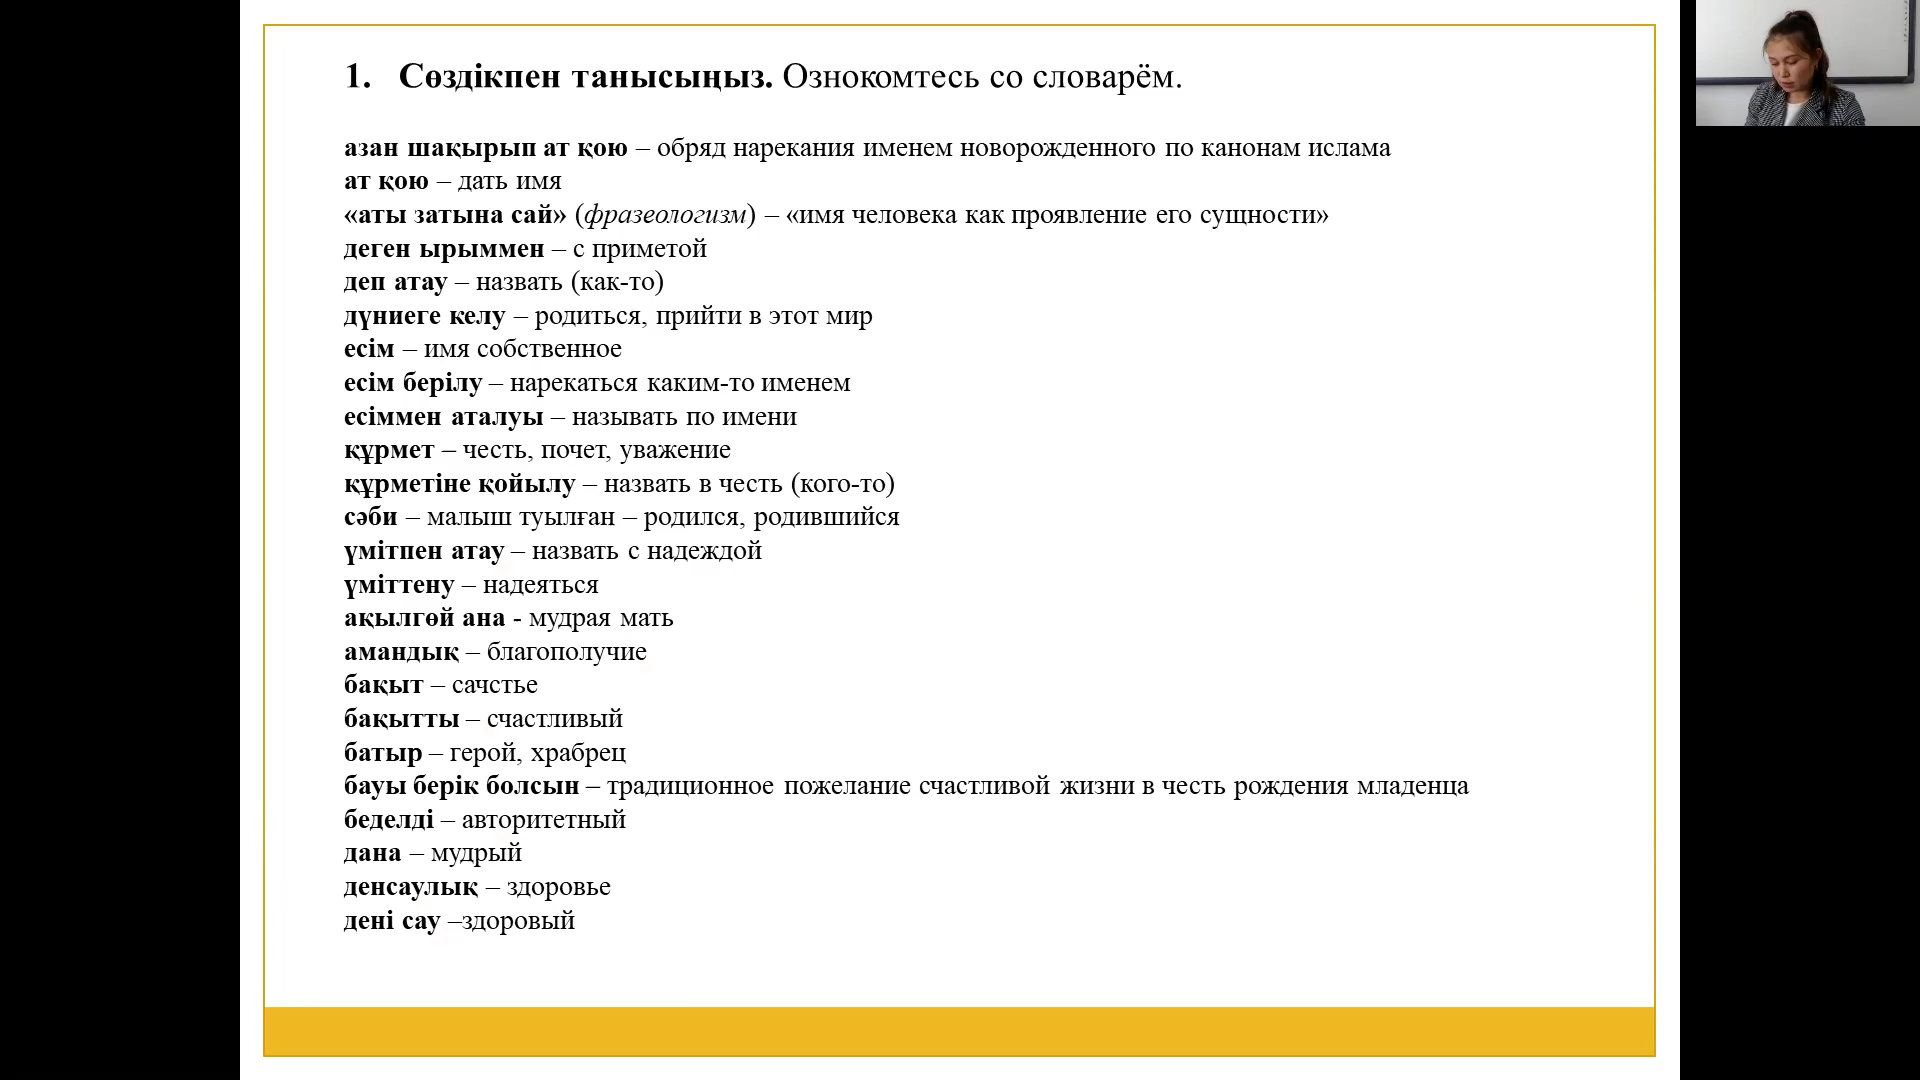 1. Сөздікпен танысыңыз. Ознокомтесь со словарём.
азан шақырып ат қою – обряд нарекания именем новорожденного по канонам ислама
ат қою – дать имя
«аты затына сай» (фразеологизм) – «имя человека как проявление его сущности»
деген ырыммен – с приметой
деп атау – назвать (как-то)
дүниеге келу – родиться, прийти в этот мир
есім – имя собственное
есім берілу – нарекаться каким-то именем
есіммен аталуы – называть по имени
құрмет – честь, почет, уважение
құрметіне қойылу – назвать в честь (кого-то)
сәби – малыш туылған – родился, родившийся
үмітпен атау – назвать с надеждой
үміттену – надеяться
ақылгөй ана - мудрая мать
амандық – благополучие
бақыт – сачстье
бақытты – счастливый
батыр – герой, храбрец
бауы берік болсын – традиционное пожелание счастливой жизни в честь рождения младенца
беделді – авторитетный
дана – мудрый
денсаулық – здоровье
дені сау –здоровый